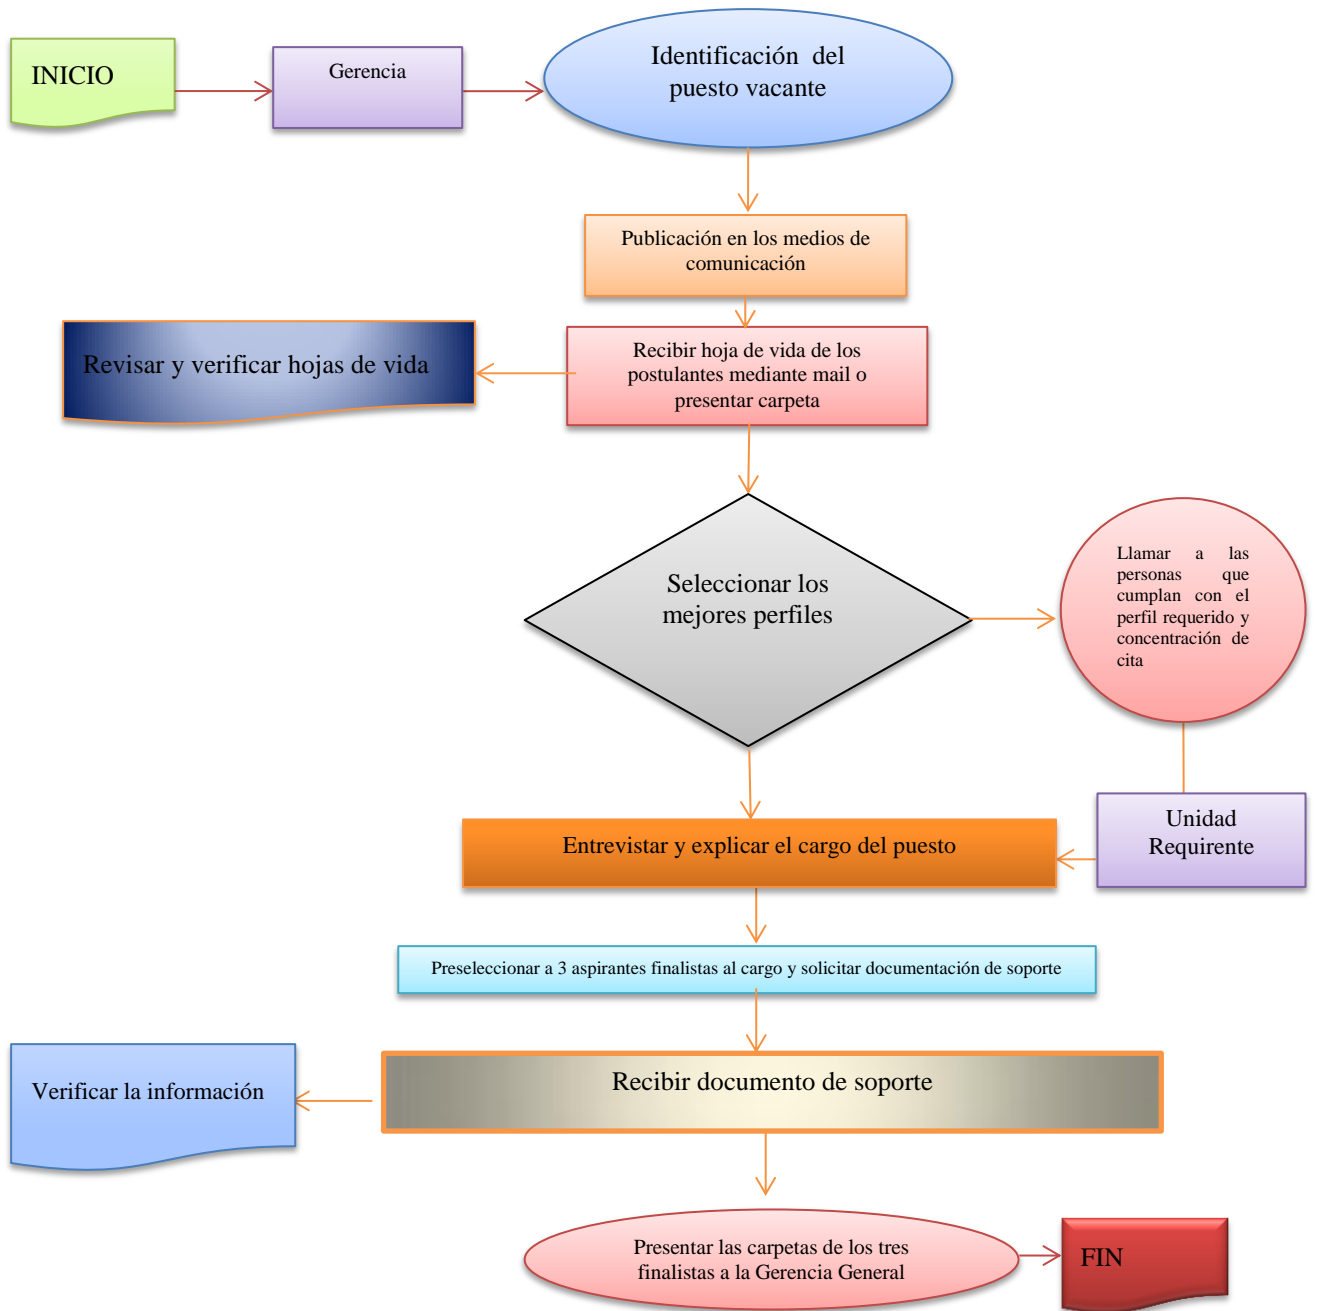 INICIO
Gerencia
Identificación del
puesto vacante
Publicación en los medios de
comunicación
Recibir hoja de vida de los
postulantes mediante mail o
presentar carpeta
Revisar y verificar hojas de vida
Seleccionar los
mejores perfiles
Llamar a las
personas que
cumplan con el
perfil requerido y
concentración de
cita
Unidad
Requirente
Entrevistar y explicar el cargo del puesto
Preseleccionar a 3 aspirantes finalistas al cargo y solicitar documentación de soporte
Recibir documento de soporte
Verificar la información
Presentar las carpetas de los tres
finalistas a la Gerencia General
FIN